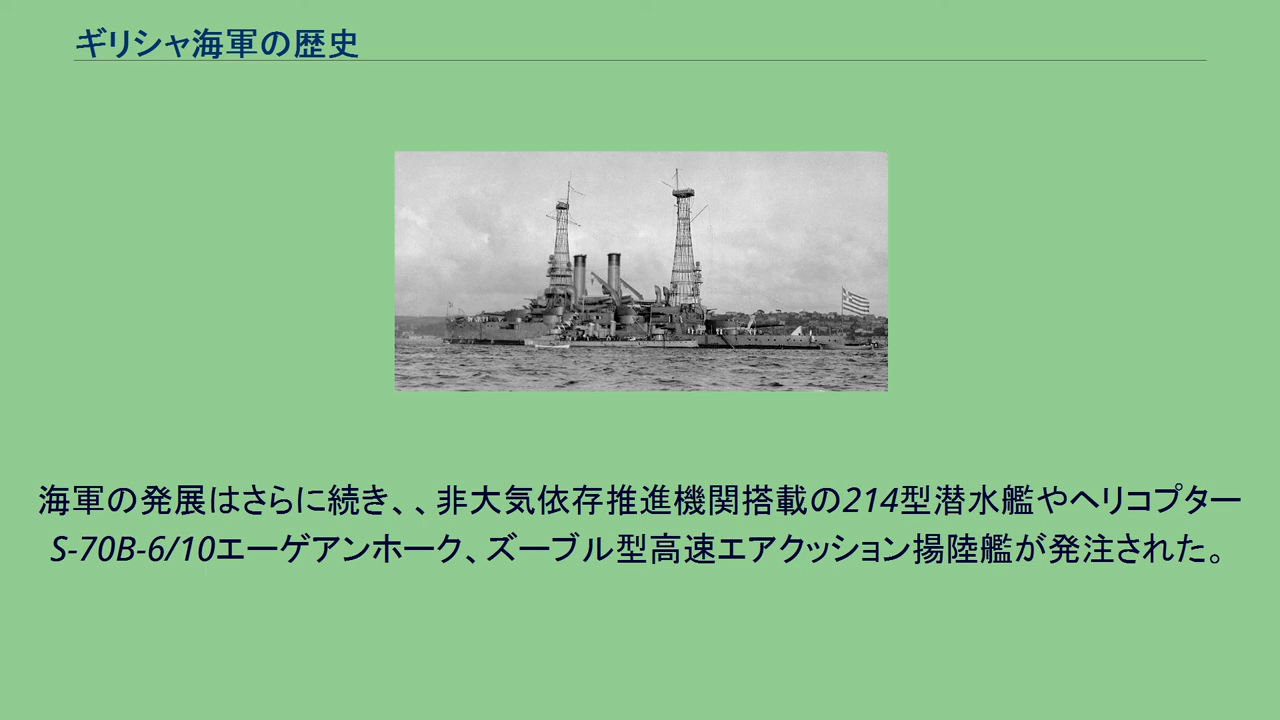 ギリシャ海軍の歴史
海軍の発展はさらに続き、、非大気依存推進機関搭載の214型潜水艦やヘリコプター
S-70B-6/10エーゲアンホーク、ズーブル型高速エアクッション揚陸艦が発注された。